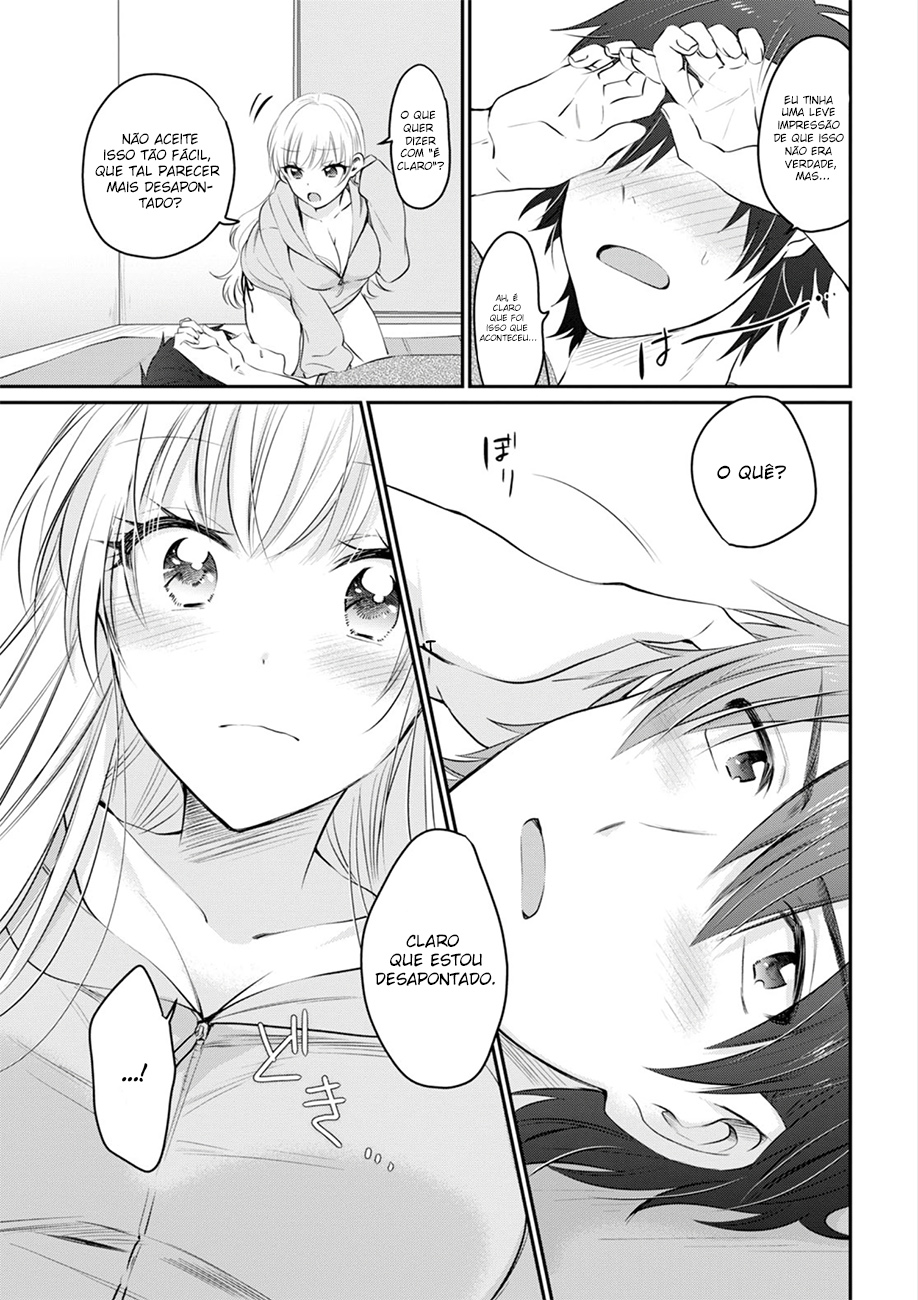 EU TINHA
UMA LEVE
IMPRESSÃO
DE QUE ISSO
NÃO ERA
VERDADE,
MAS...
AH, É
CLARO
QUE FOI
ISSO QUE
ACONTECEU...
は
O QUE
QUER
DIZER
COM "É
CLARO"?
NÃO ACEITE
ISSO TÃO FÁCIL,
QUE TAL PARECER
MAIS DESAPON-
TADO?
O QUÊ?
ぽり
CLARO
QUE ESTOU
DESAPONTADO.
....!
どき